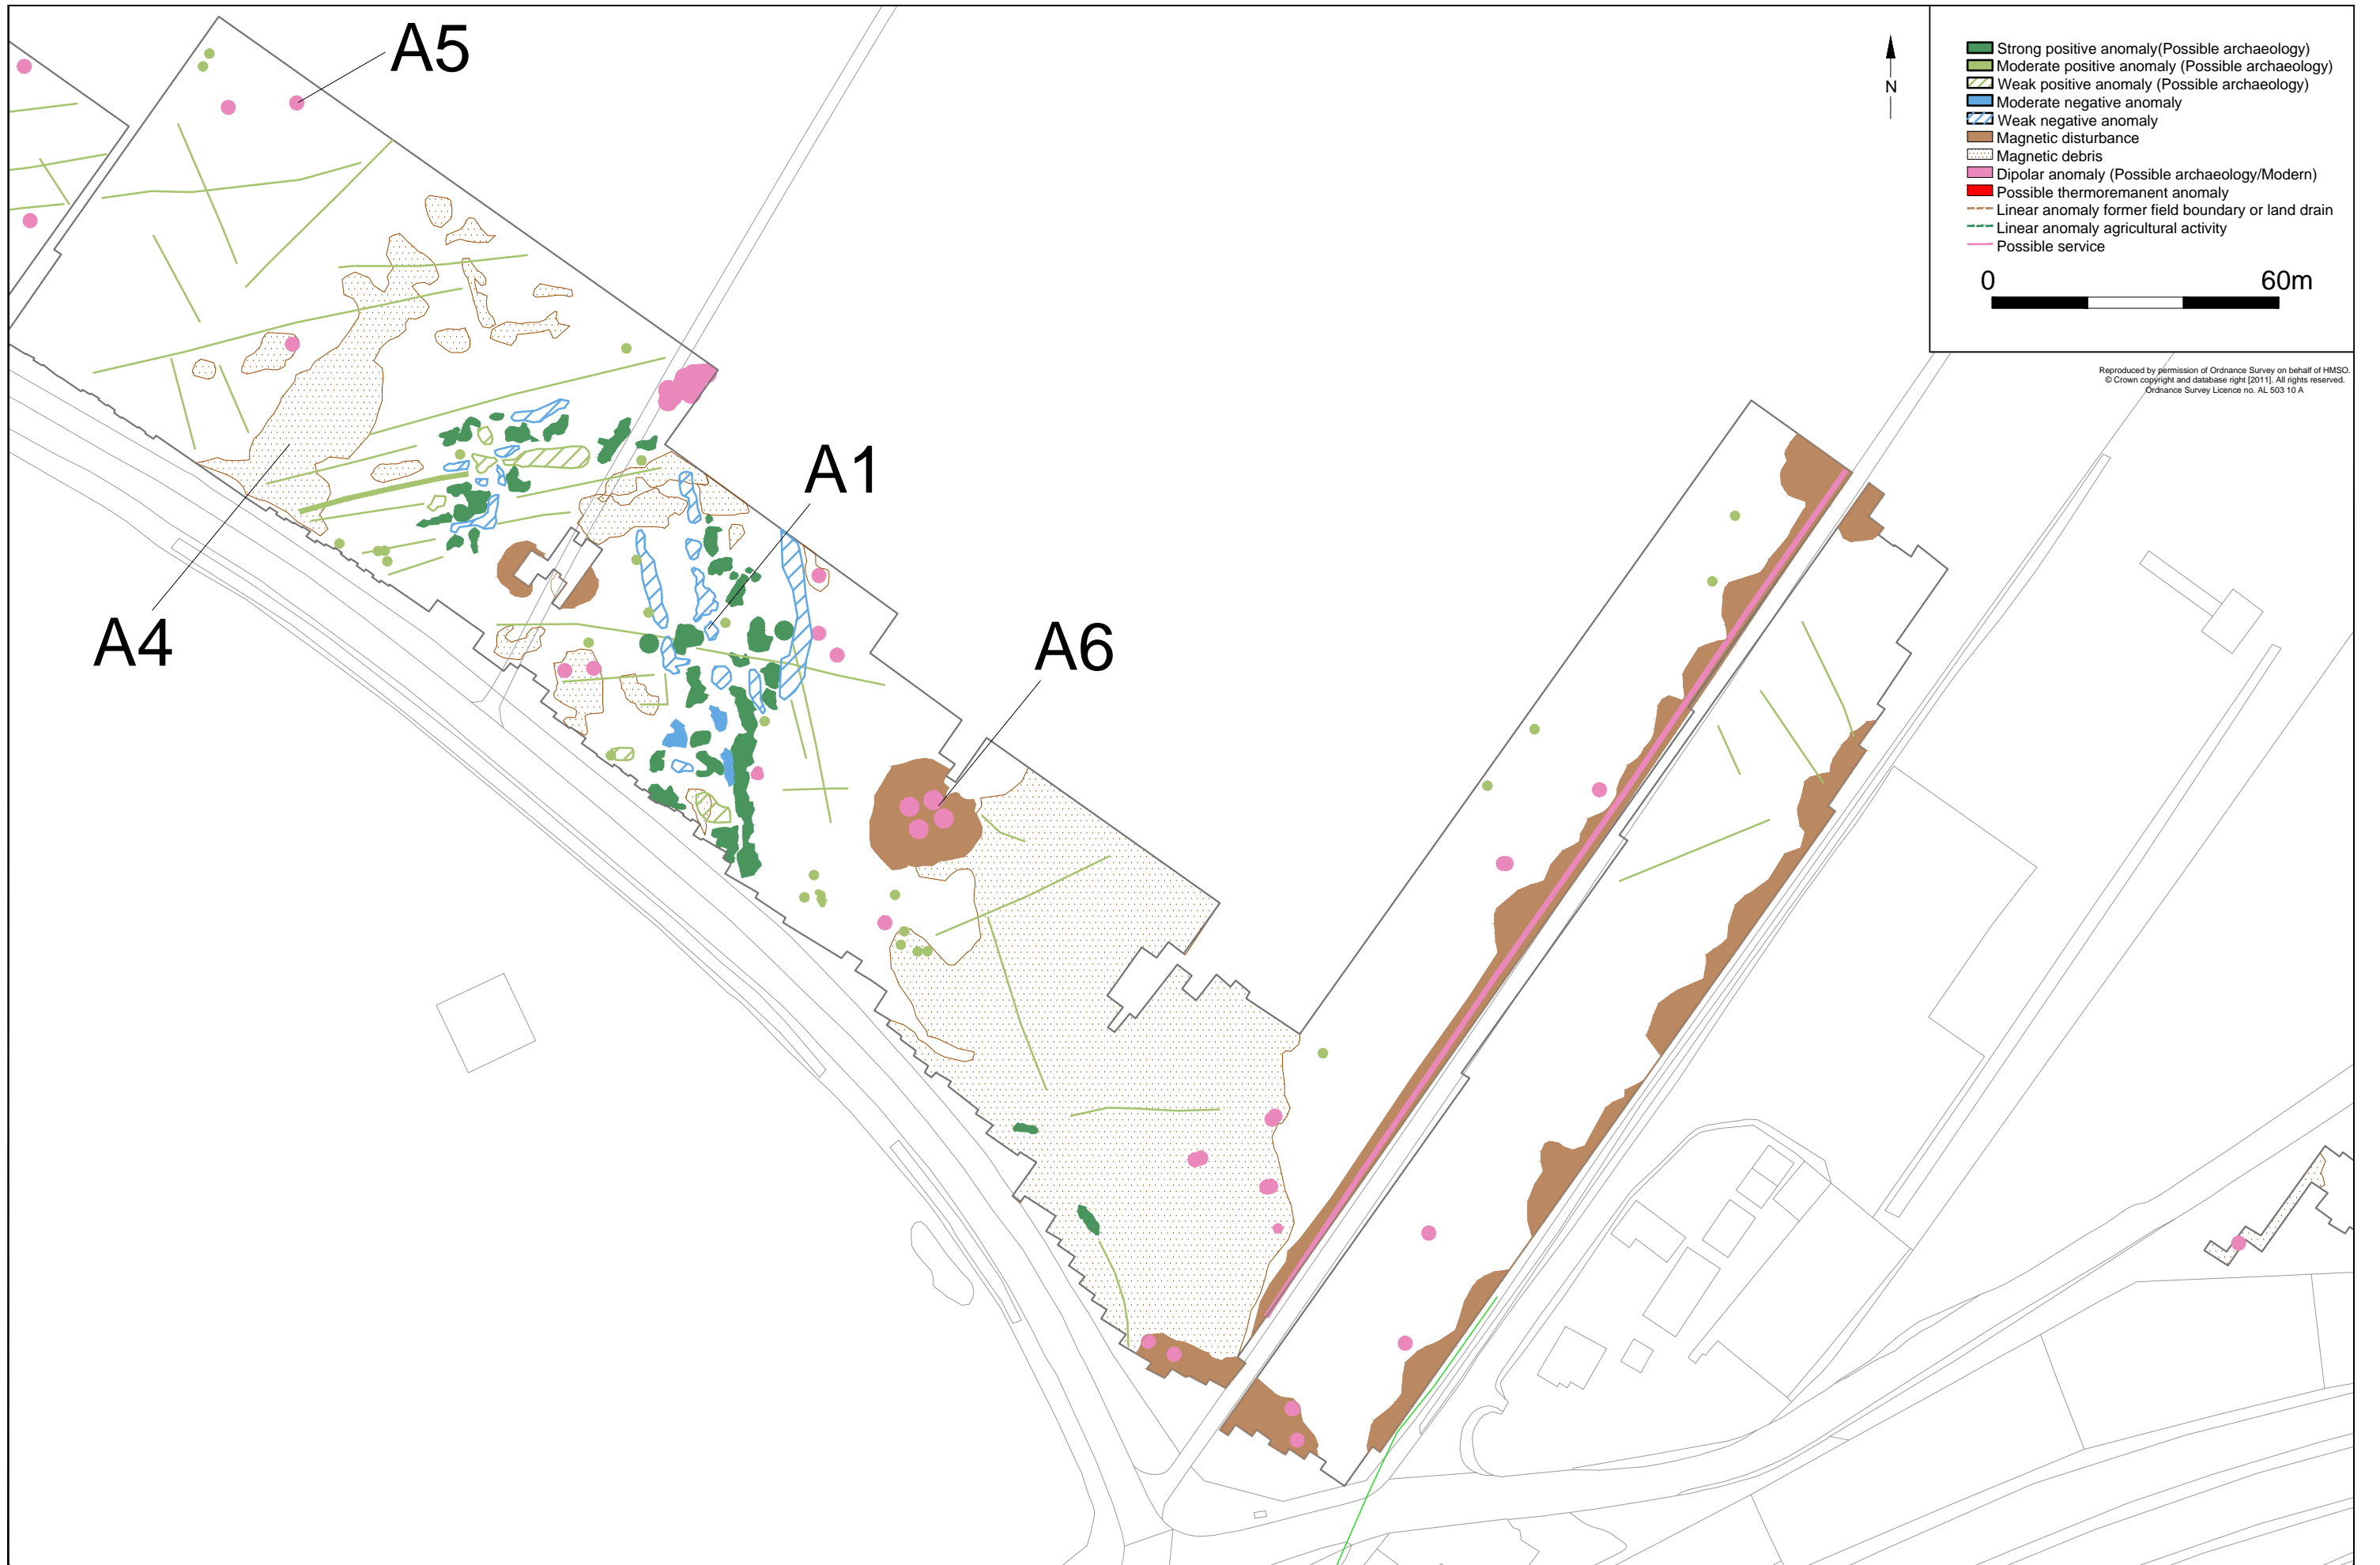 A5
N
Strong positive anomaly(Possible archaeology)
Moderate positive anomaly (Possible archaeology)
Weak positive anomaly (Possible archaeology)
Moderate negative anomaly
Weak negative anomaly
Magnetic disturbance
Magnetic debris
Dipolar anomaly (Possible archaeology/Modern)
Possible thermoremanent anomaly
Linear anomaly former field boundary or land drain
Linear anomaly agricultural activity
Possible service
0 60m
Reproduced by permission of Ordnance Survey on behalf of HMSO.
© Crown copyright and database right [2011]. All rights reserved.
Ordnance Survey Licence no. AL 503 10 A
A1
A4
A6